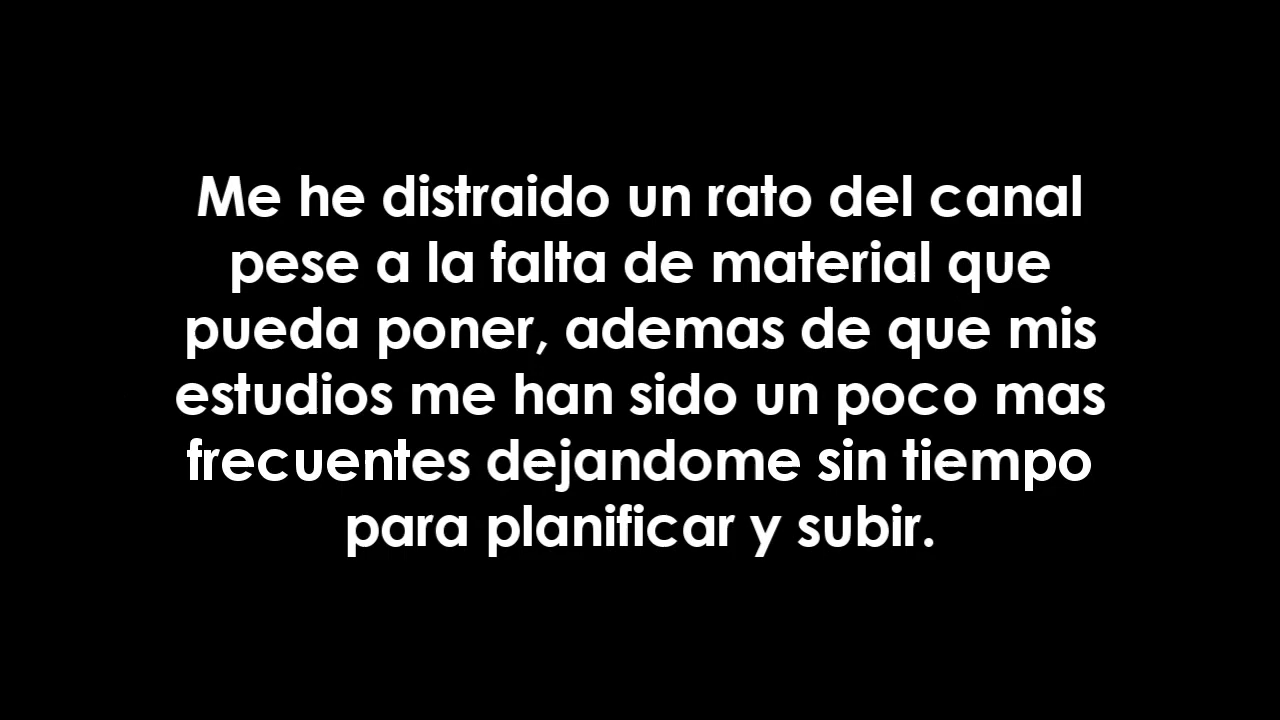 Me he distraido un rato del canal
pese a la falta de material que
pueda poner, ademas de que mis
estudios me han sido un poco mas
frecuentes dejandome sin tiempo
para planificar y subir.